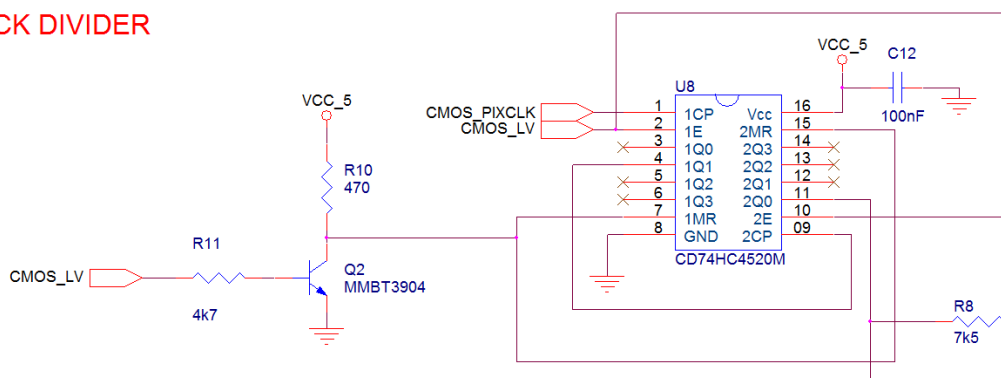 CK DIVIDER
VCC_5
R10
470
R11
4k7
CMOS_LV
Q2
MMBT3904
CMOS_PIXCLK
CMOS_LV
U8
1 1CP Vcc 16
2 1E 2MR 15
3 1Q0 2Q3 14
4 1Q1 2Q2 13
5 1Q2 2Q1 12
6 1Q3 2Q0 11
7 1MR 2E 10
8 GND 2CP 09
CD74HC4520M
VCC_5
C12
100nF
R8
7k5